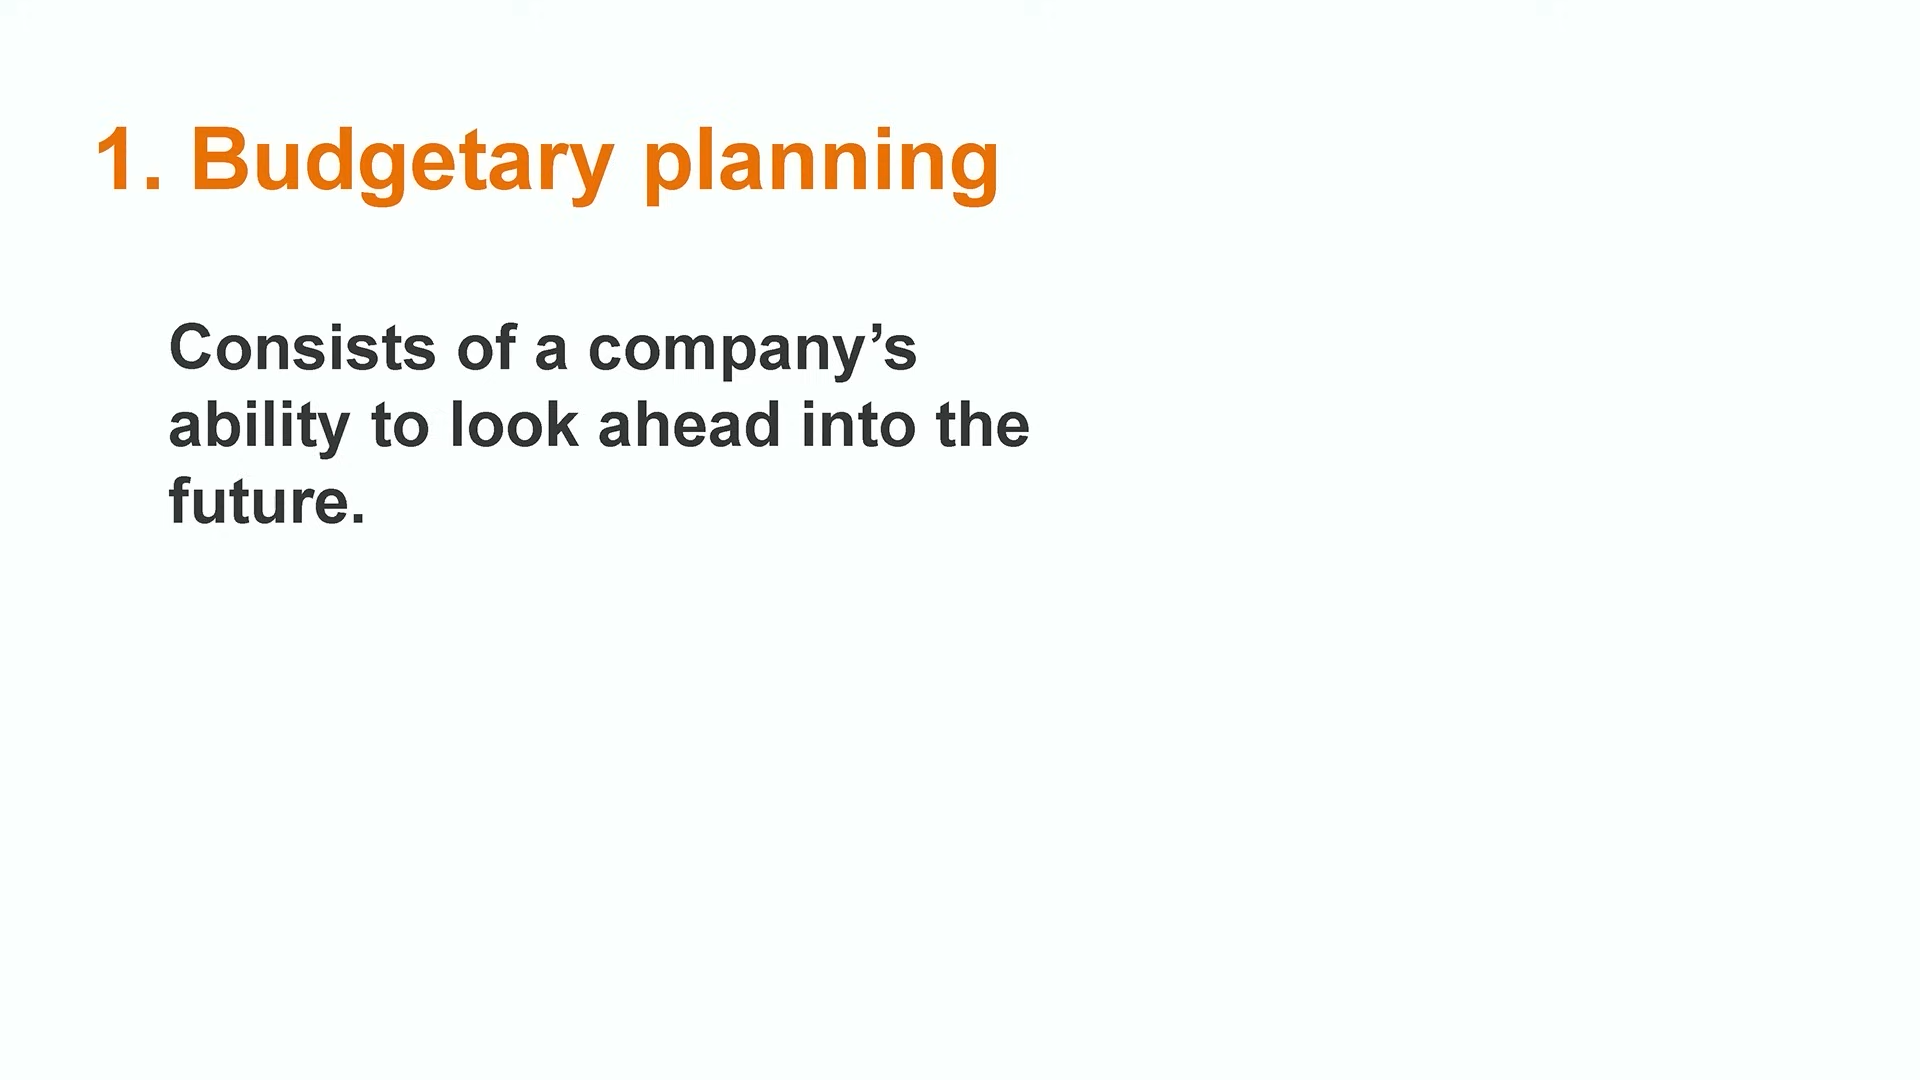 1. Budgetary planning
Consists of a company’s
ability to look ahead into the
future.